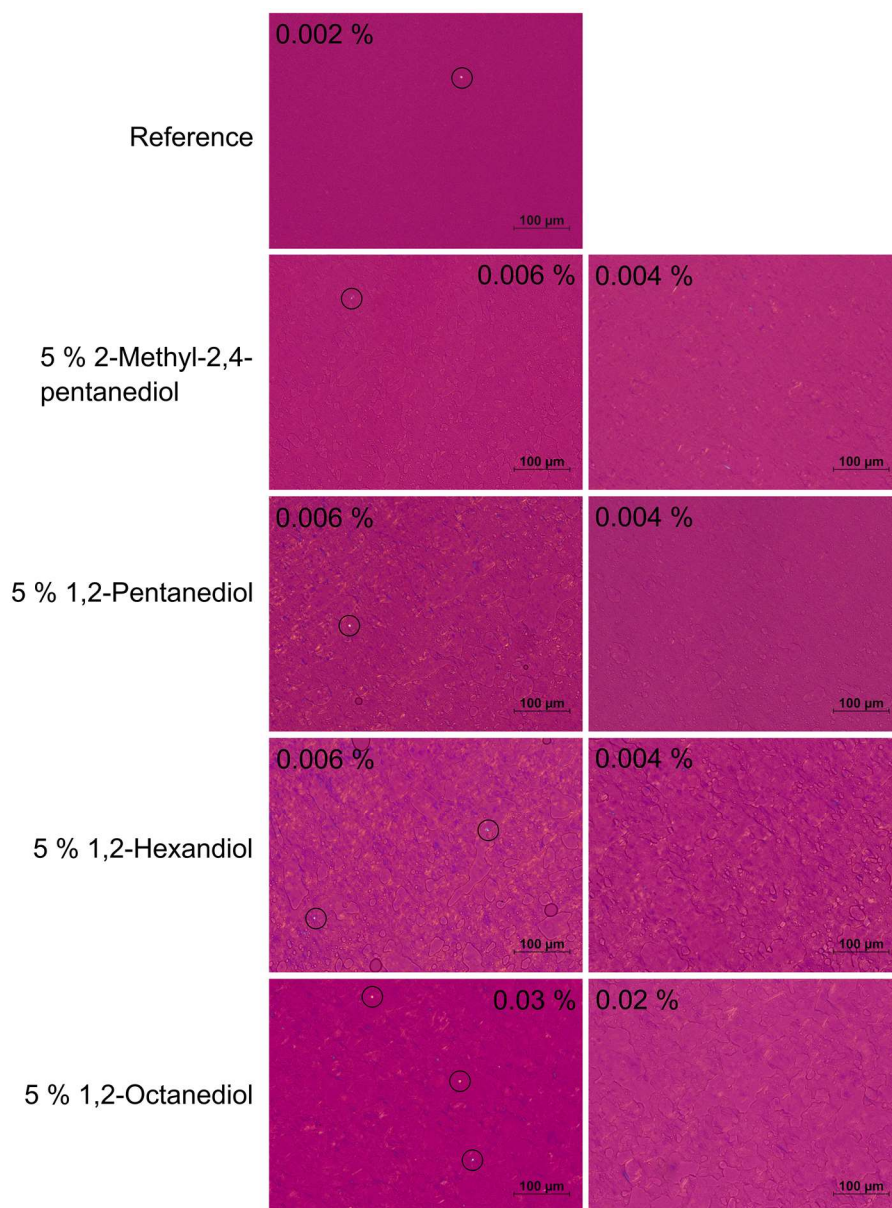 0.002 %
Reference
100 µm
0.006 %
0.004 %
5 % 2-Methyl-2,4-
pentanediol
100 µm
100 µm
0.006 %
0.004 %
5 % 1,2-Pentanediol
100 µm
100 µm
0.006 %
0.004 %
5 % 1,2-Hexandiol
100 µm
100 µm
0.03 %
0.02 %
5 % 1,2-Octanediol
100 µm
100 µm